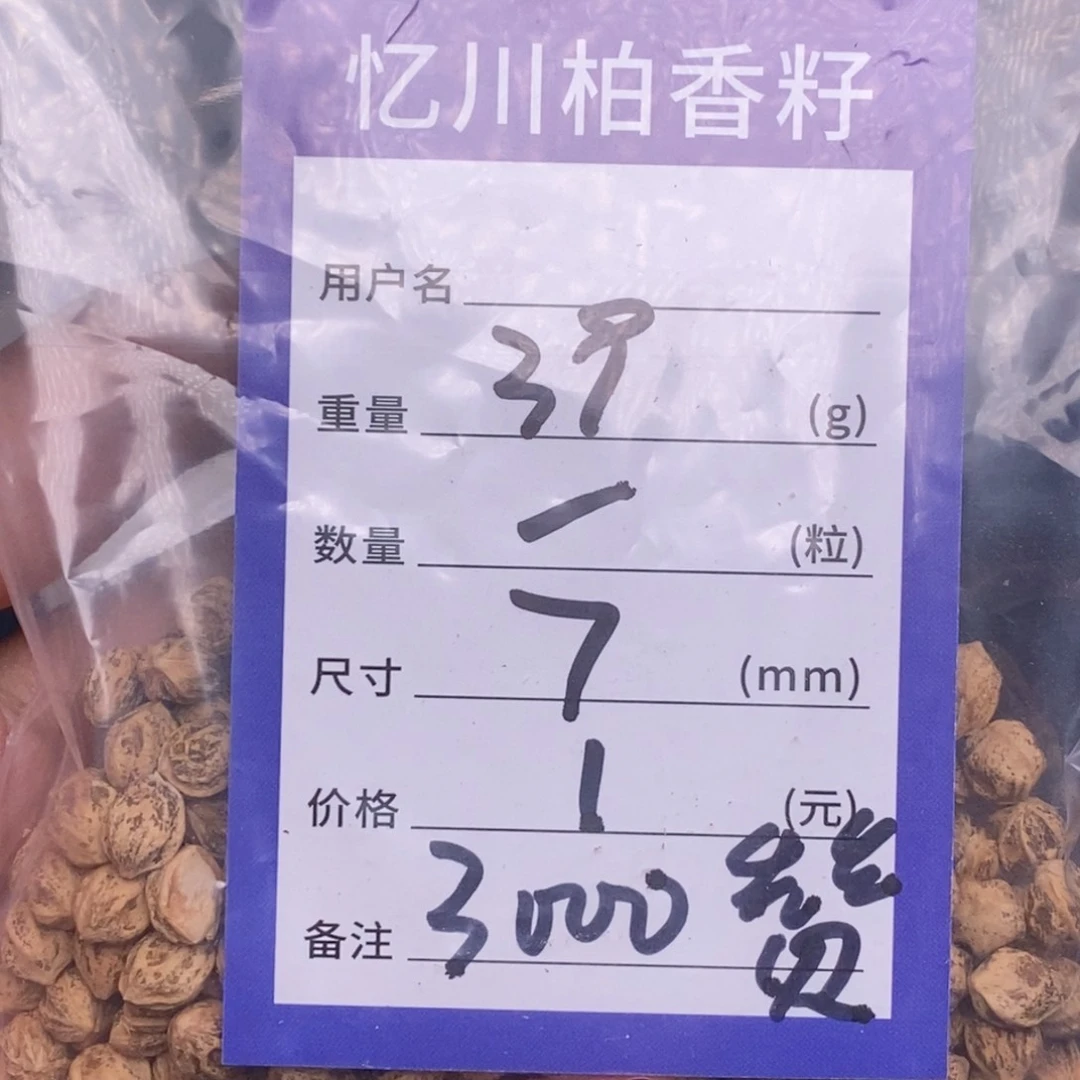 忆川柏香籽
用户名
重量 39 (g)
数量 / (粒)
尺寸 7 (mm)
价格 1 (元)
备注 3000 赞